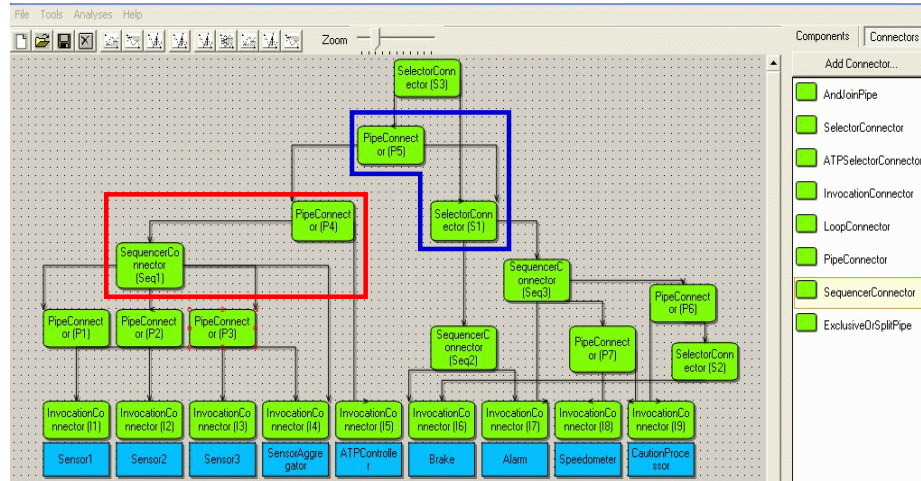 File Tools Analyses Help
Zoom
Components Connectors
Add Connector...
AndJoinPipe
SelectorConnector
ATPSelectorConnector
InvocationConnector
LoopConnector
PipeConnector
SequencerConnector
ExclusiveOrSplitPipe
SelectorConn
ector (S3)
PipeConnect
or (P5)
PipeConnect
or (P4)
SelectorConn
ector (S1)
SequencerCo
nnector
(Seq1)
SequencerC
onnector
(Seq3)
PipeConnect
or (P6)
PipeConnect
or (P1)
PipeConnect
or (P2)
PipeConnect
or (P3)
SequencerC
onnector
(Seq2)
PipeConnect
or (P7)
SelectorConn
ector (S2)
InvocationCo
nnector (I1)
InvocationCo
nnector (I2)
InvocationCo
nnector (I3)
InvocationCo
nnector (I4)
InvocationCo
nnector (I5)
InvocationCo
nnector (I6)
InvocationCo
nnector (I7)
InvocationCo
nnector (I8)
InvocationCo
nnector (I9)
Sensor1
Sensor2
Sensor3
SensorAggre
gator
ATPControlle
r
Brake
Alarm
Speedometer
CautionProce
ssor